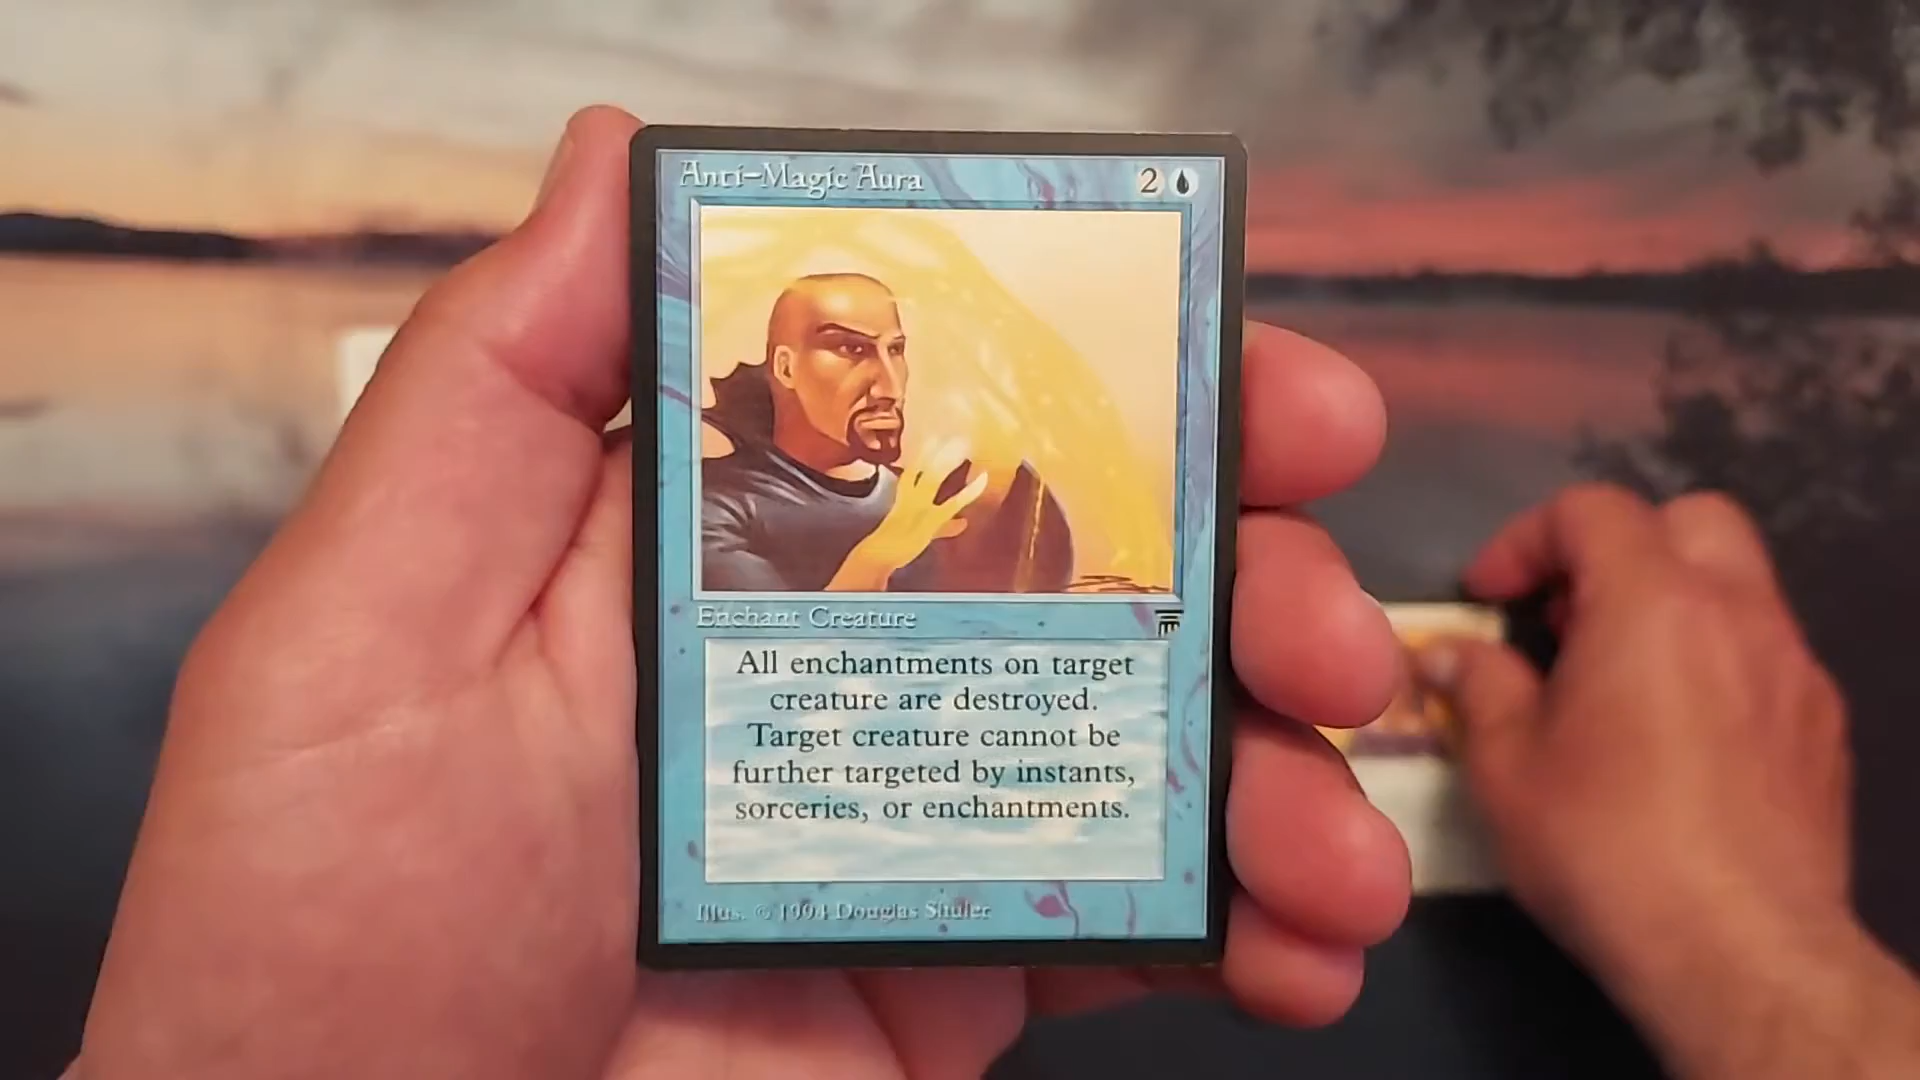 Anti-Magic Aura 2
Enchant Creature
All enchantments on target
creature are destroyed.
Target creature cannot be
further targeted by instants,
sorceries, or enchantments.
Illus. © 1994 Douglas Shuler